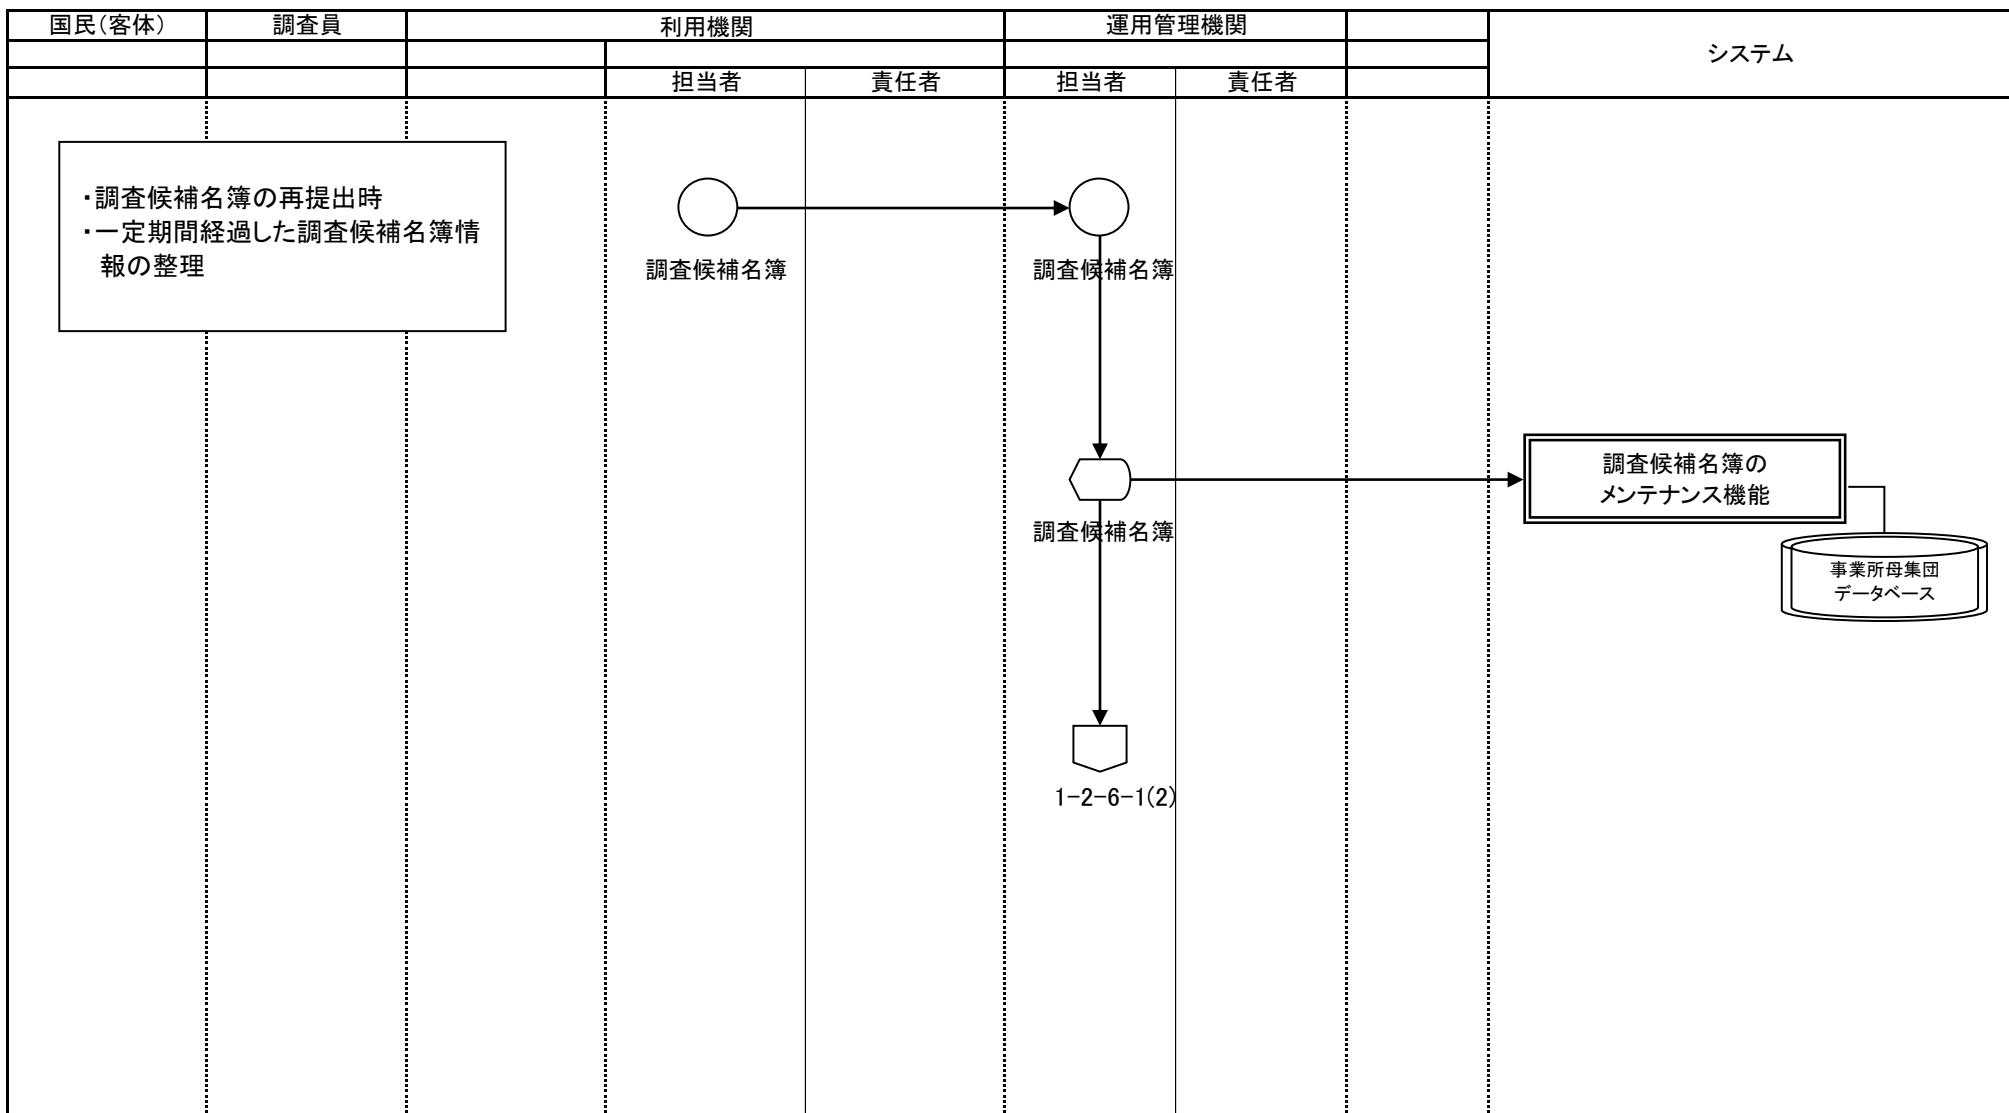 国民(客体)
調査員
利用機関
運用管理機関
システム
担当者
責任者
担当者
責任者
・調査候補名簿の再提出時
・一定期間経過した調査候補名簿情
報の整理
調査候補名簿
調査候補名簿
調査候補名簿の
メンテナンス機能
調査候補名簿
事業所母集団
データベース
1-2-6-1(2)